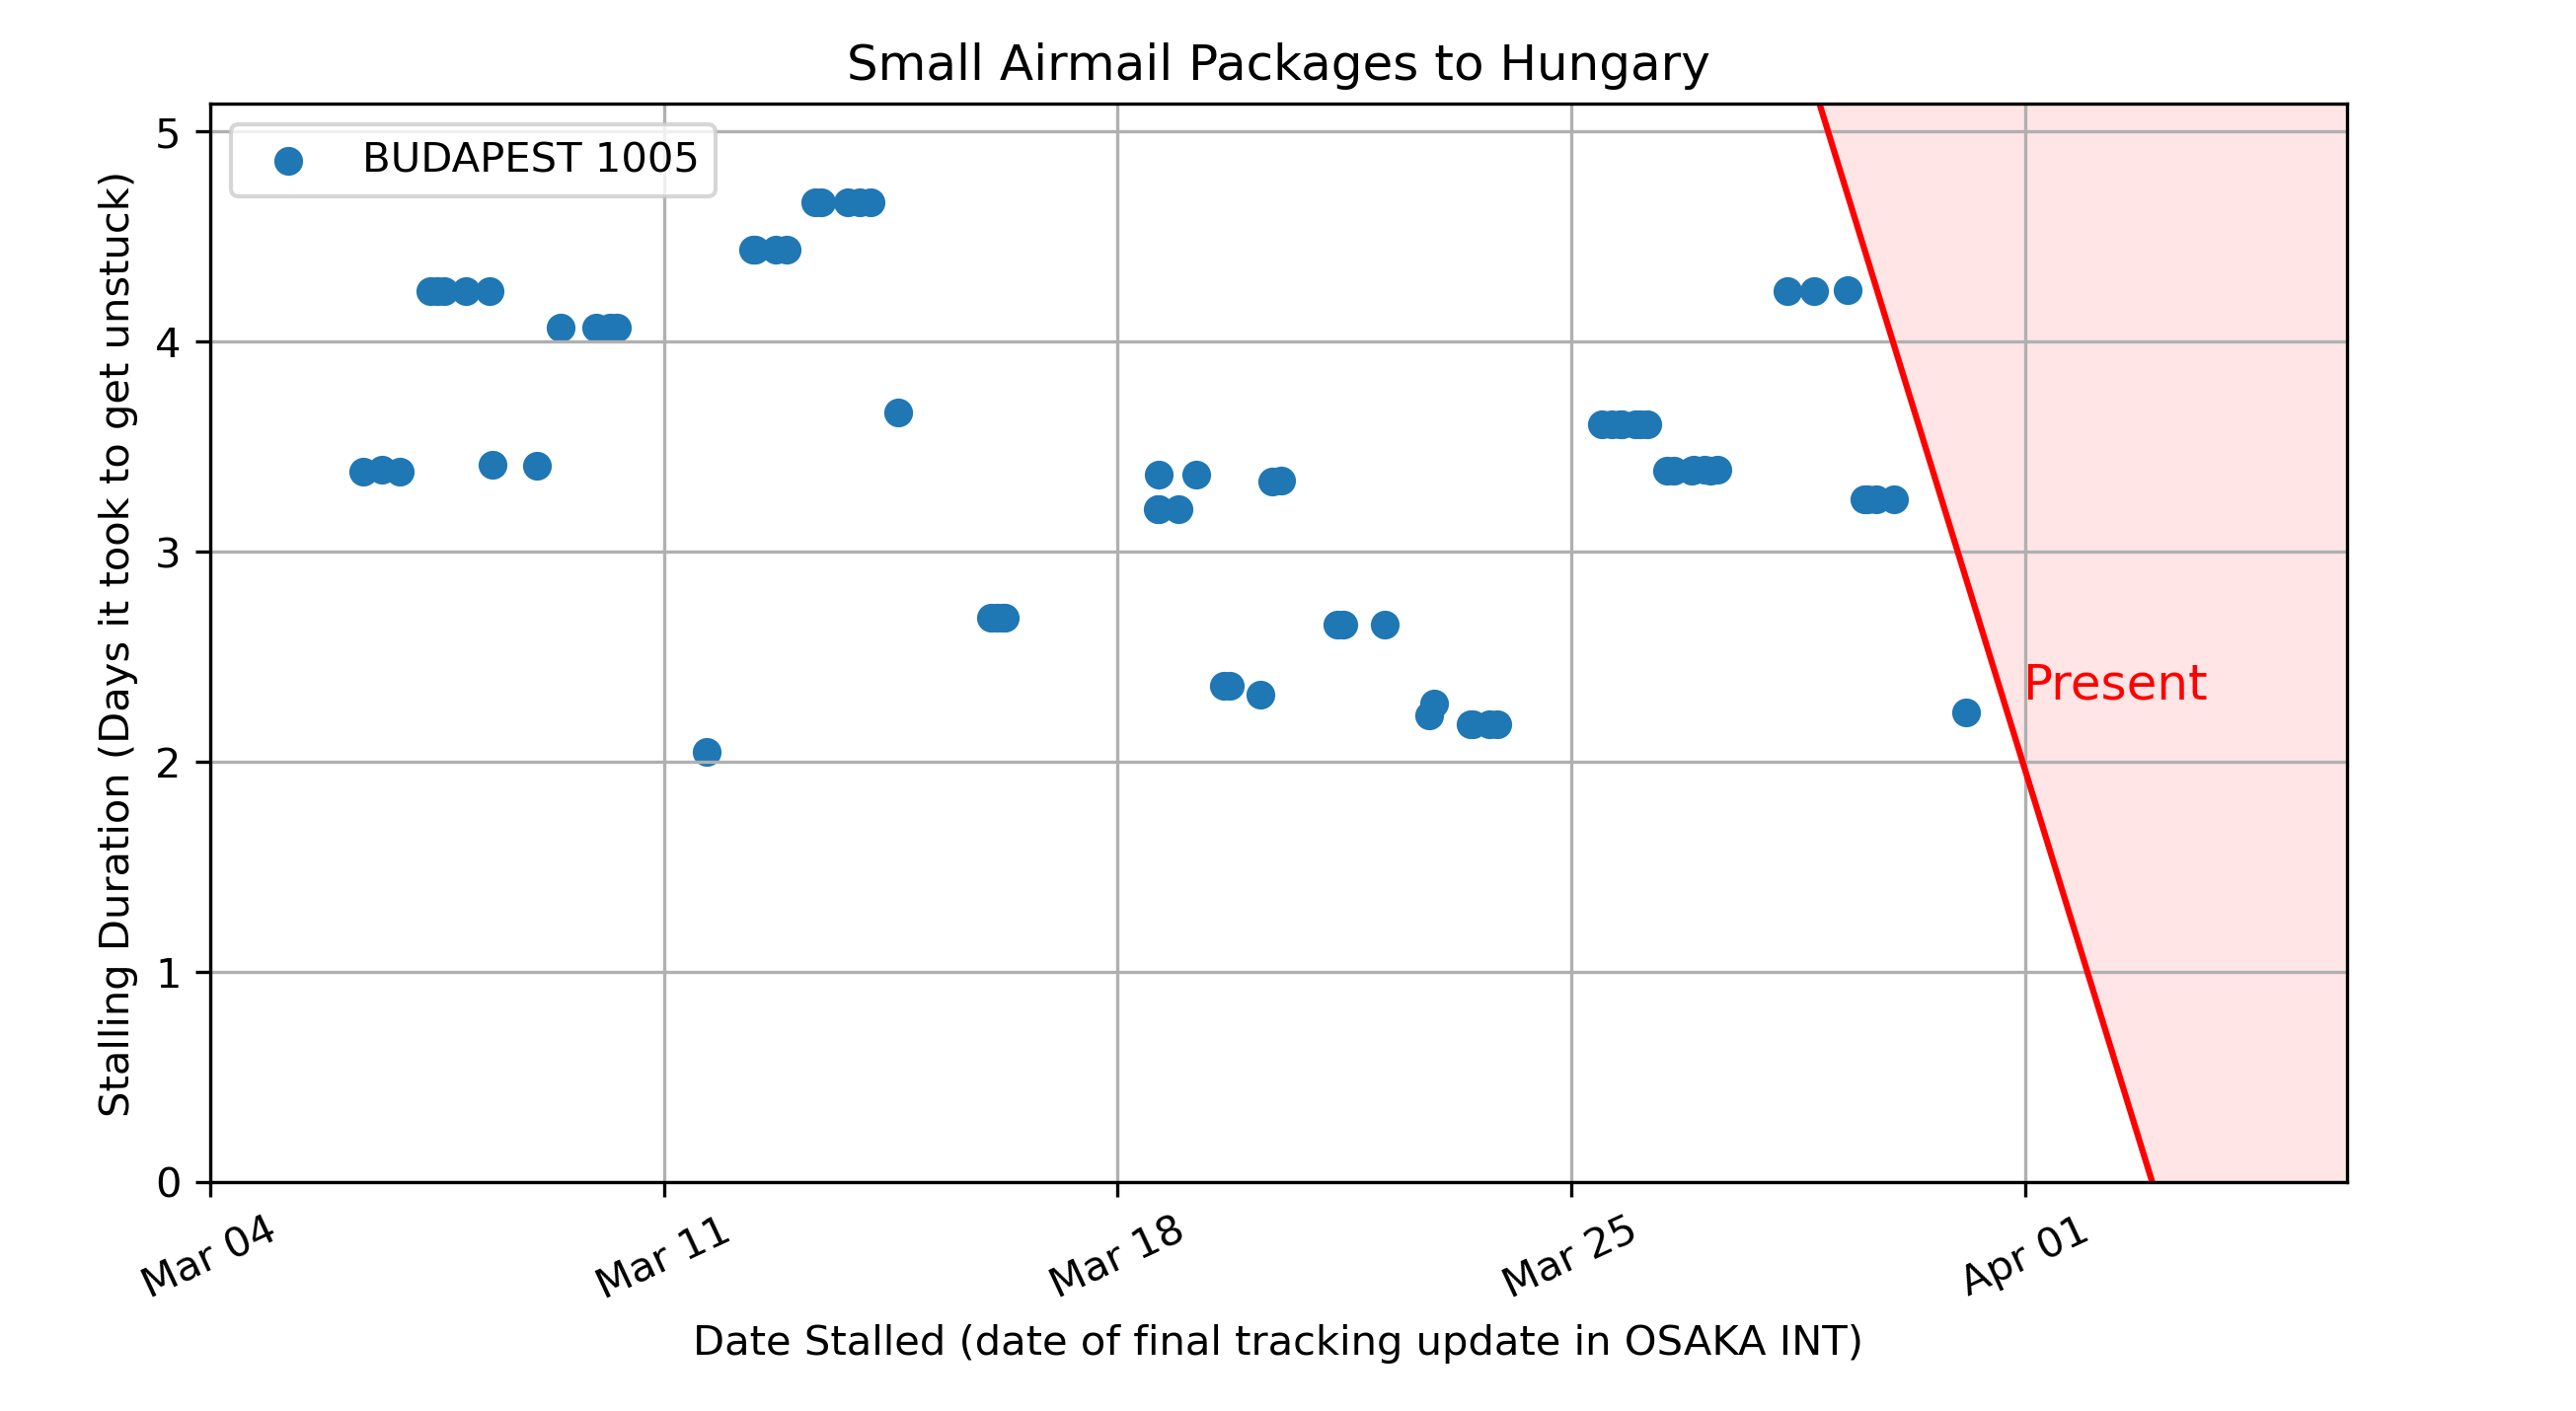 Small Airmail Packages to Hungary
BUDAPEST 1005
Stalling Duration (Days it took to get unstuck)
5
4
3
2
1
0
Present
Mar 04
Mar 11
Mar 18
Mar 25
Apr 01
Date Stalled (date of final tracking update in OSAKA INT)